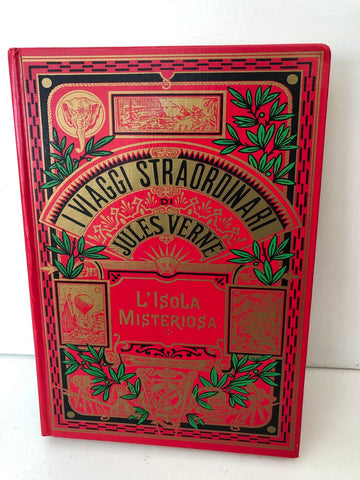 I VIAGGI STRAORDINARI
DI
JULES VERNE
L'ISOLA
MISTERIOSA